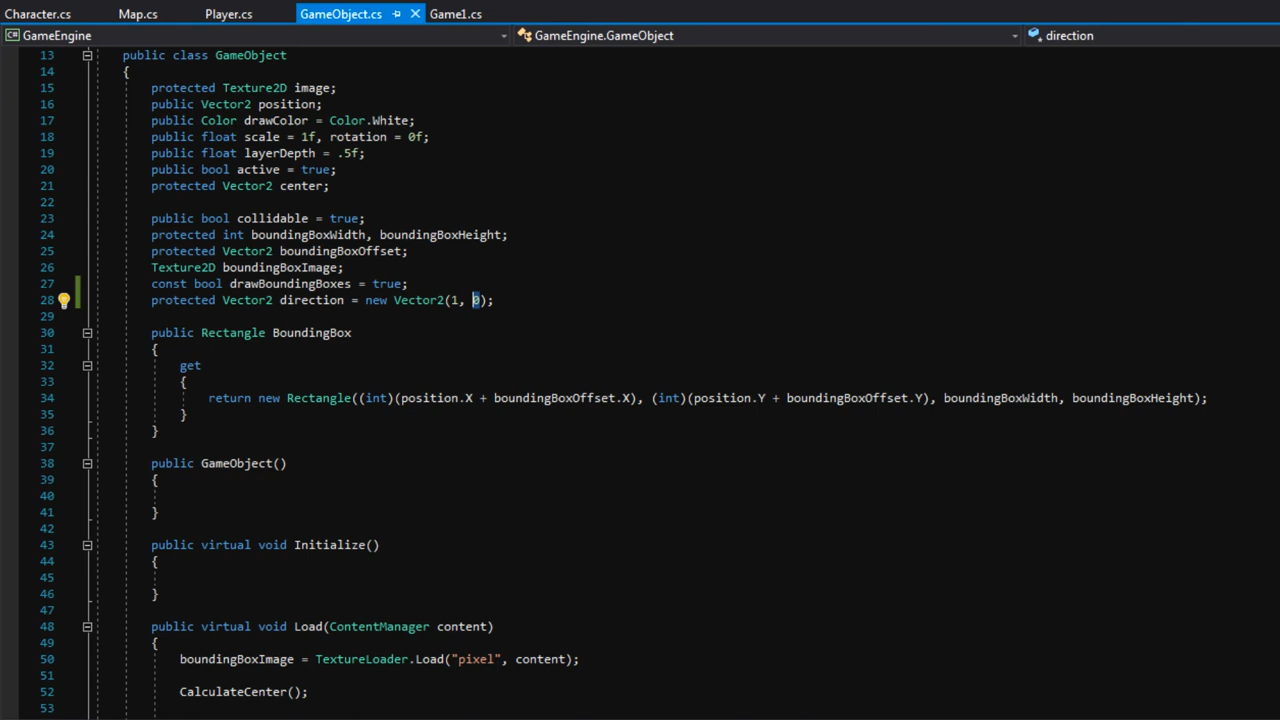 Character.cs Map.cs Player.cs GameObject.cs Game1.cs
C# GameEngine GameEngine.GameObject direction
13 public class GameObject
14 {
15 protected Texture2D image;
16 public Vector2 position;
17 public Color drawColor = Color.White;
18 public float scale = 1f, rotation = 0f;
19 public float layerDepth = .5f;
20 public bool active = true;
21 protected Vector2 center;
22
23 public bool collidable = true;
24 protected int boundingBoxWidth, boundingBoxHeight;
25 protected Vector2 boundingBoxOffset;
26 Texture2D boundingBoxImage;
27 const bool drawBoundingBoxes = true;
28 protected Vector2 direction = new Vector2(1, 0);
29
30 public Rectangle BoundingBox
31 {
32 get
33 {
34 return new Rectangle((int)(position.X + boundingBoxOffset.X), (int)(position.Y + boundingBoxOffset.Y), boundingBoxWidth, boundingBoxHeight);
35 }
36 }
37
38 public GameObject()
39 {
40
41 }
42
43 public virtual void Initialize()
44 {
45
46 }
47
48 public virtual void Load(ContentManager content)
49 {
50 boundingBoxImage = TextureLoader.Load("pixel", content);
51
52 CalculateCenter();
53